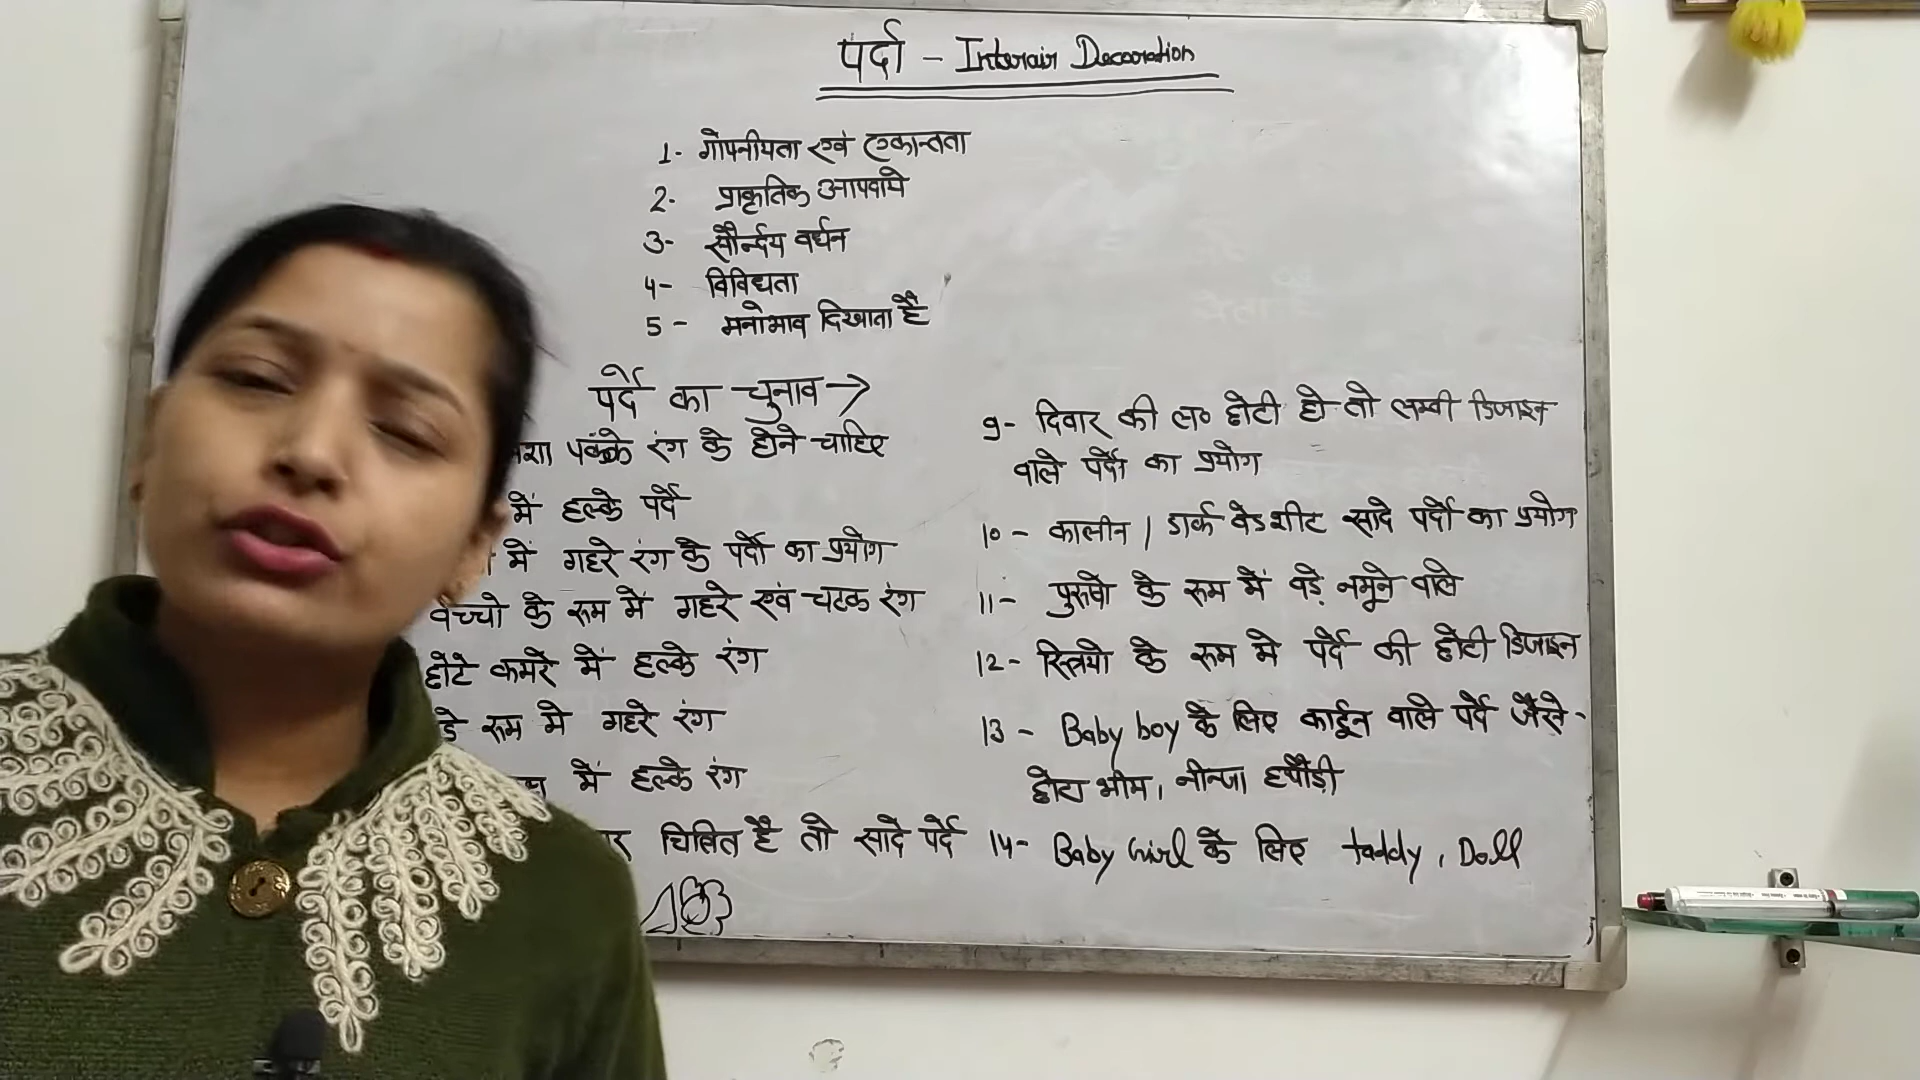 पर्दा - Interair Decoration
1- गोपनीयता एवं एकान्तता
2- प्राकृतिक आपदाये
3- सौर्न्दय वर्धन
4- विविधता
5- मनोभाव दिखाता है
पर्दे का चुनाव →
पक्के रंग के होने चाहिए
में हल्के पर्दे
में गहरे रंग के पर्दो का प्रयोग
बच्चो के रूम में गहरे एवं चटक रंग
छोटे कमरे में हल्के रंग
रूम मे गहरे रंग
में हल्के रंग
चित्रित है तो सादे पर्दे
9- दिवार की ल० छोटी हो तो लम्बी डिजाइन
वाले पर्दो का प्रयोग
10- कालीन / डार्क बेडशीट सादे पर्दो का प्रयोग
11- पुरुषो के रूम में बड़े नमूने वाले
12- स्त्रियो के रूम मे पर्दे की छोटी डिजाइन
13- Baby boy के लिए कार्टून वाले पर्दे जैसे-
छोटा भीम, नीन्जा हथौड़ी
14- Baby Girl के लिए taddy, Doll